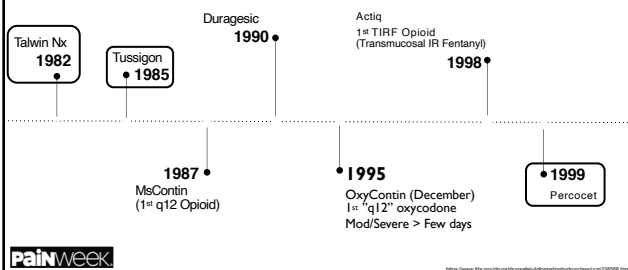 Talwin Nx
1982
Tussigon
1985
Duragesic
1990
Actiq
1st TIRF Opioid
(Transmucosal IR Fentanyl)
1998
1987
MsContin
(1st q12 Opioid)
1995
OxyContin (December)
1st "q12" oxycodone
Mod/Severe > Few days
1999
Percocet
PainWeek.